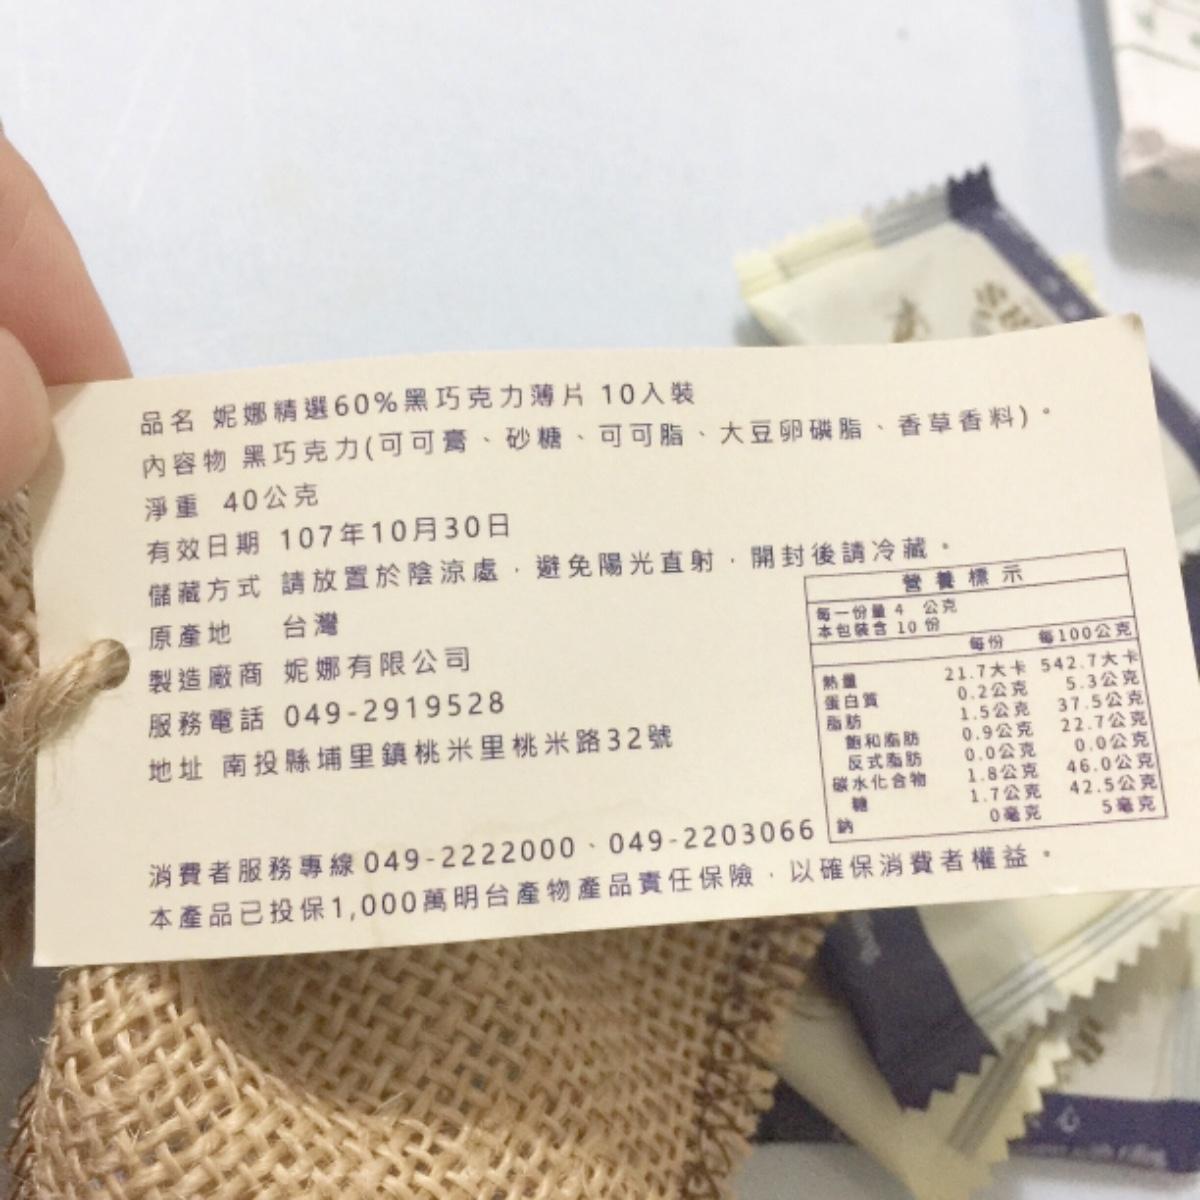 品名 妮娜精選60%黑巧克力薄片 10入裝
內容物 黑巧克力(可可膏、砂糖、可可脂、大豆卵磷脂、香草香料)。
淨重 40公克
有效日期 107年10月30日
儲藏方式 請放置於陰涼處，避免陽光直射，開封後請冷藏。
原產地 台灣
製造廠商 妮娜有限公司
服務電話 049-2919528
地址 南投縣埔里鎮桃米里桃米路32號
營養標示
每一份量 4 公克
本包裝含 10 份
每份 每100公克
熱量 21.7大卡 542.7大卡
蛋白質 0.2公克 5.3公克
脂肪 1.5公克 37.5公克
飽和脂肪 0.9公克 22.7公克
反式脂肪 0.0公克 0.0公克
碳水化合物 1.8公克 46.0公克
糖 1.7公克 42.5公克
鈉 0毫克 5毫克
消費者服務專線 049-2222000、049-2203066
本產品已投保1,000萬明台產物產品責任保險，以確保消費者權益。